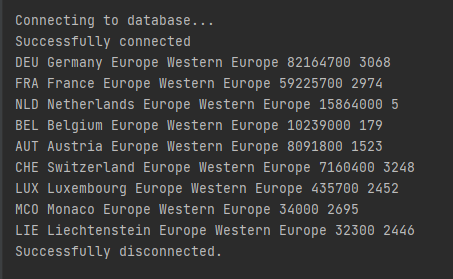 Connecting to database...
Successfully connected
DEU Germany Europe Western Europe 82164700 3068
FRA France Europe Western Europe 59225700 2974
NLD Netherlands Europe Western Europe 15864000 5
BEL Belgium Europe Western Europe 10239000 179
AUT Austria Europe Western Europe 8091800 1523
CHE Switzerland Europe Western Europe 7160400 3248
LUX Luxembourg Europe Western Europe 435700 2452
MCO Monaco Europe Western Europe 34000 2695
LIE Liechtenstein Europe Western Europe 32300 2446
Successfully disconnected.